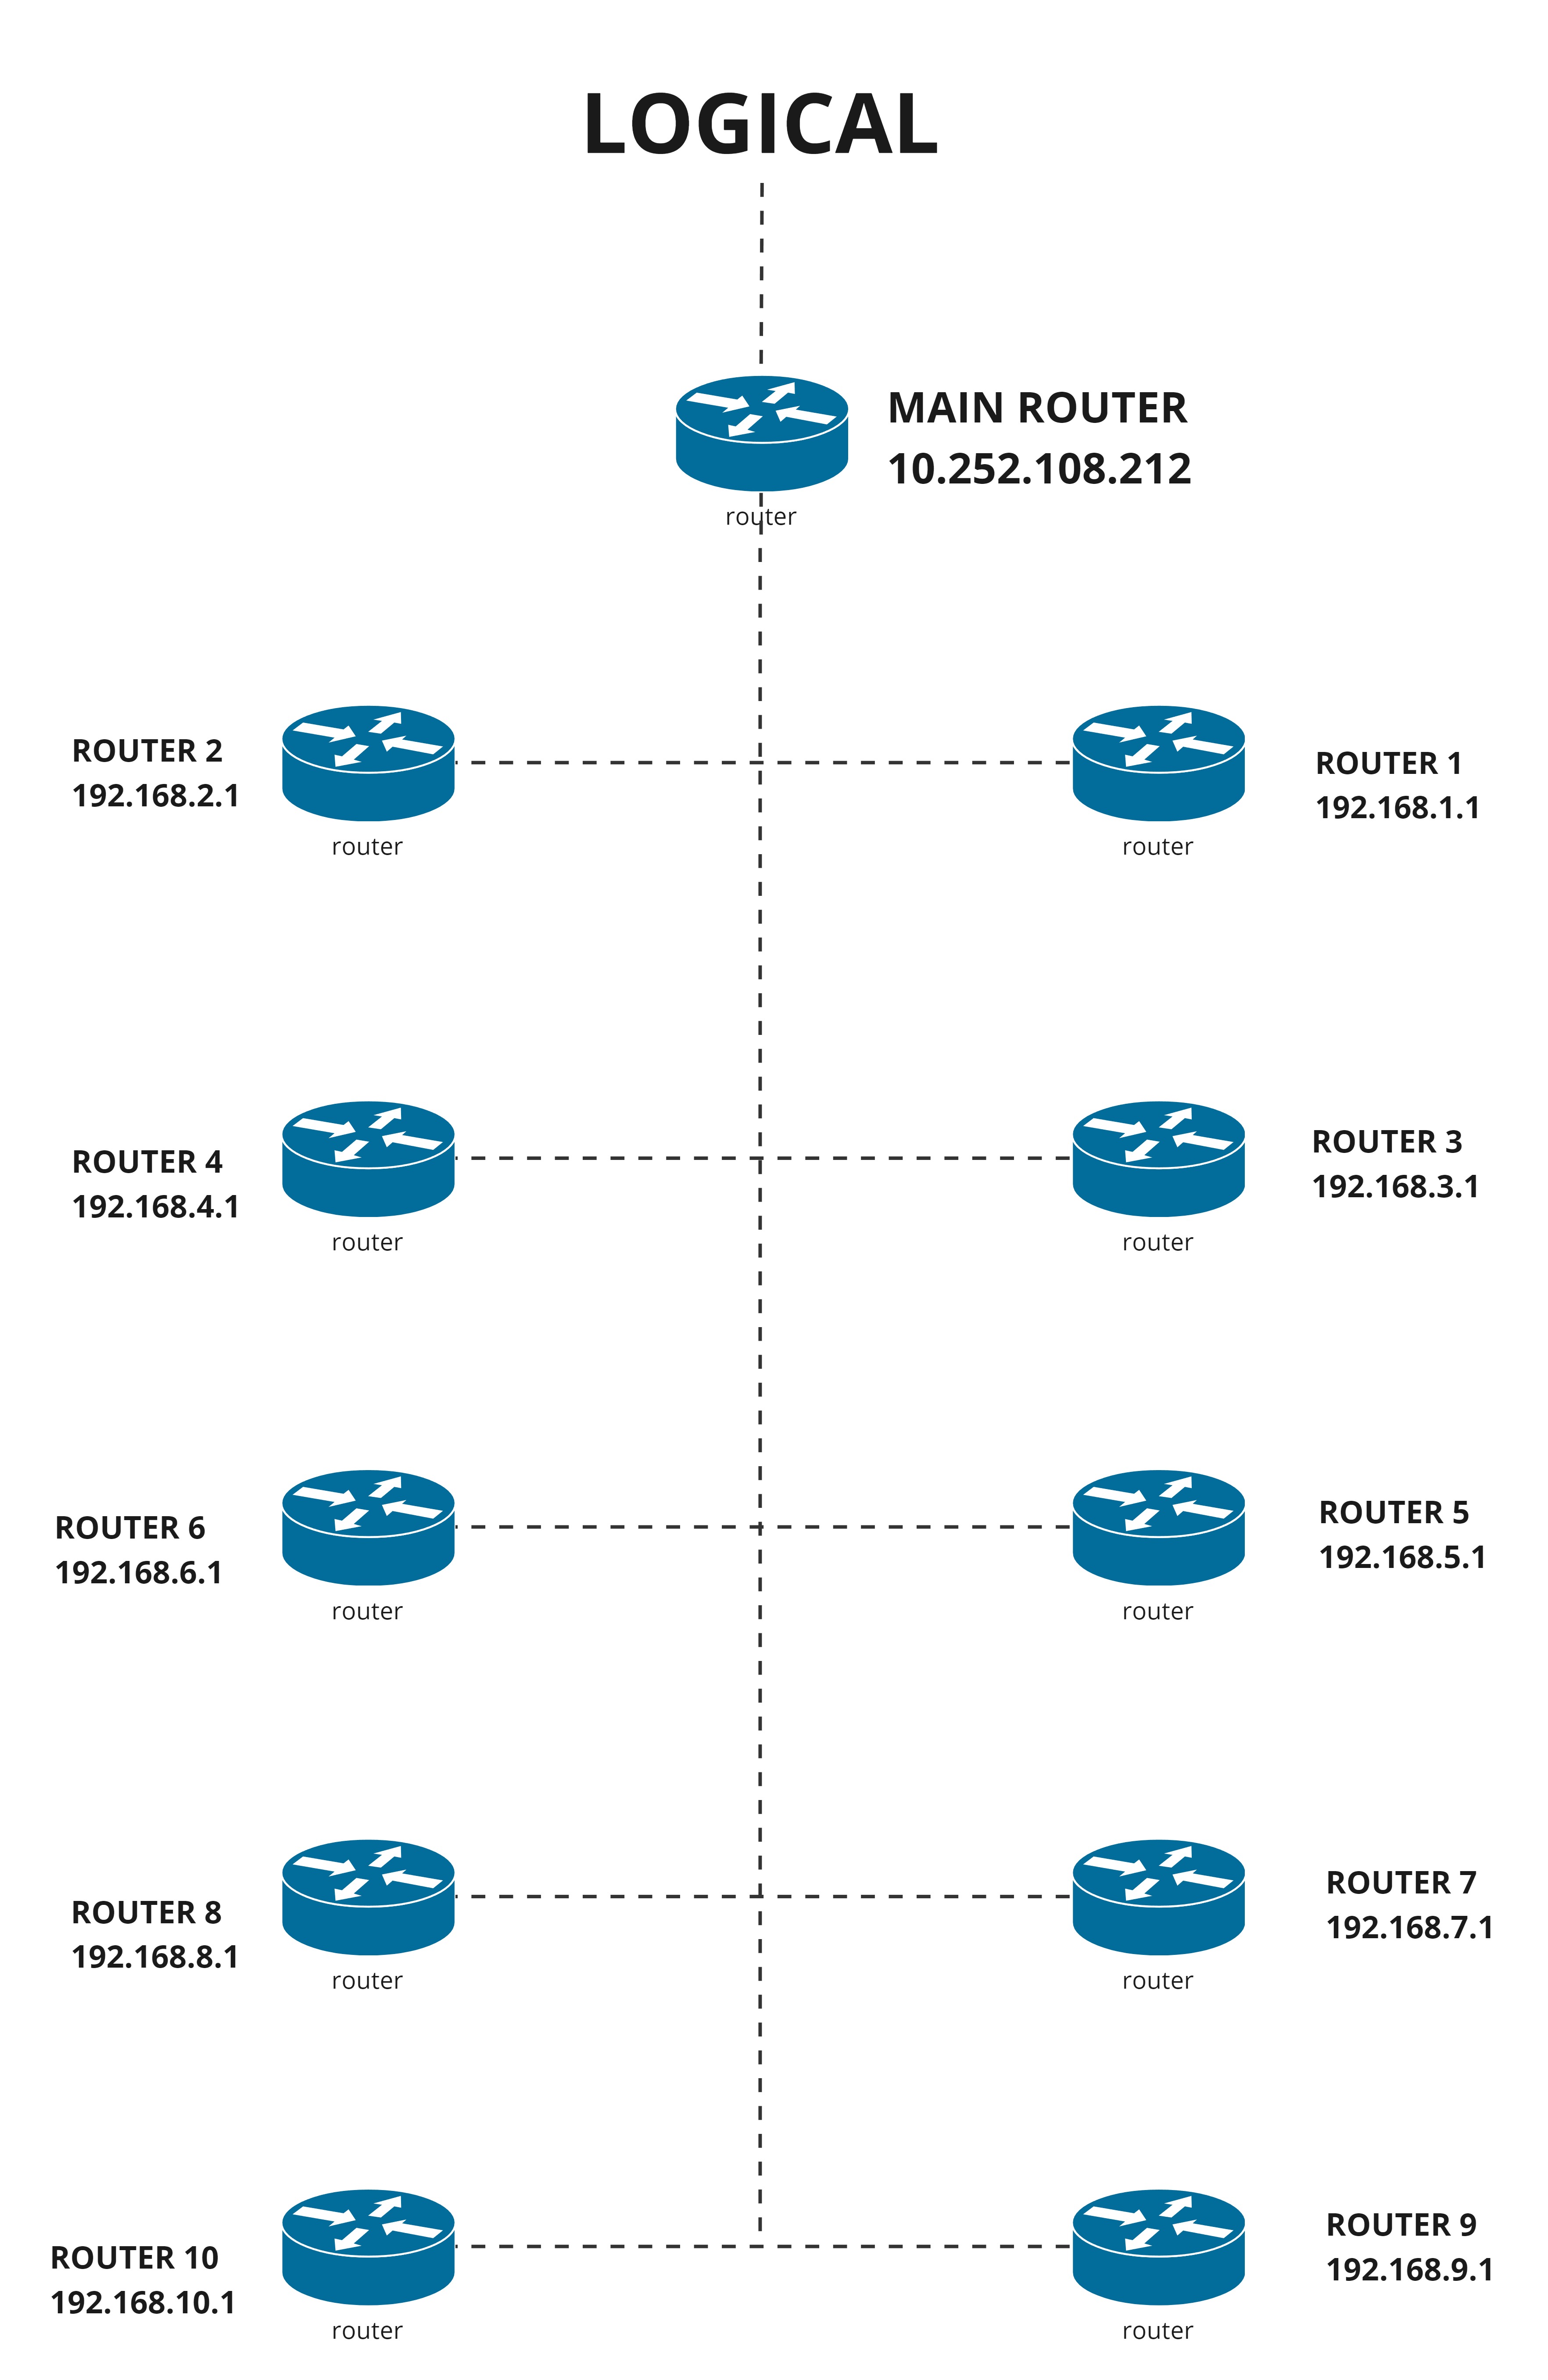 LOGICAL
MAIN ROUTER
10.252.108.212
router
ROUTER 2
192.168.2.1
router
ROUTER 1
192.168.1.1
router
ROUTER 4
192.168.4.1
router
ROUTER 3
192.168.3.1
router
ROUTER 6
192.168.6.1
router
ROUTER 5
192.168.5.1
router
ROUTER 8
192.168.8.1
router
ROUTER 7
192.168.7.1
router
ROUTER 10
192.168.10.1
router
ROUTER 9
192.168.9.1
router